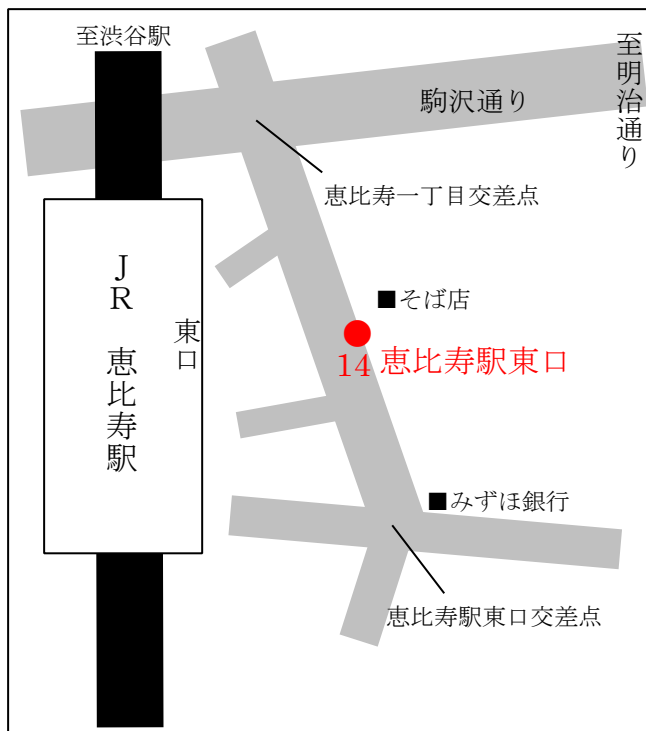 至渋谷駅
至明治通り
駒沢通り
恵比寿一丁目交差点
JR 恵比寿駅
東口
■そば店
14 恵比寿駅東口
■みずほ銀行
恵比寿駅東口交差点